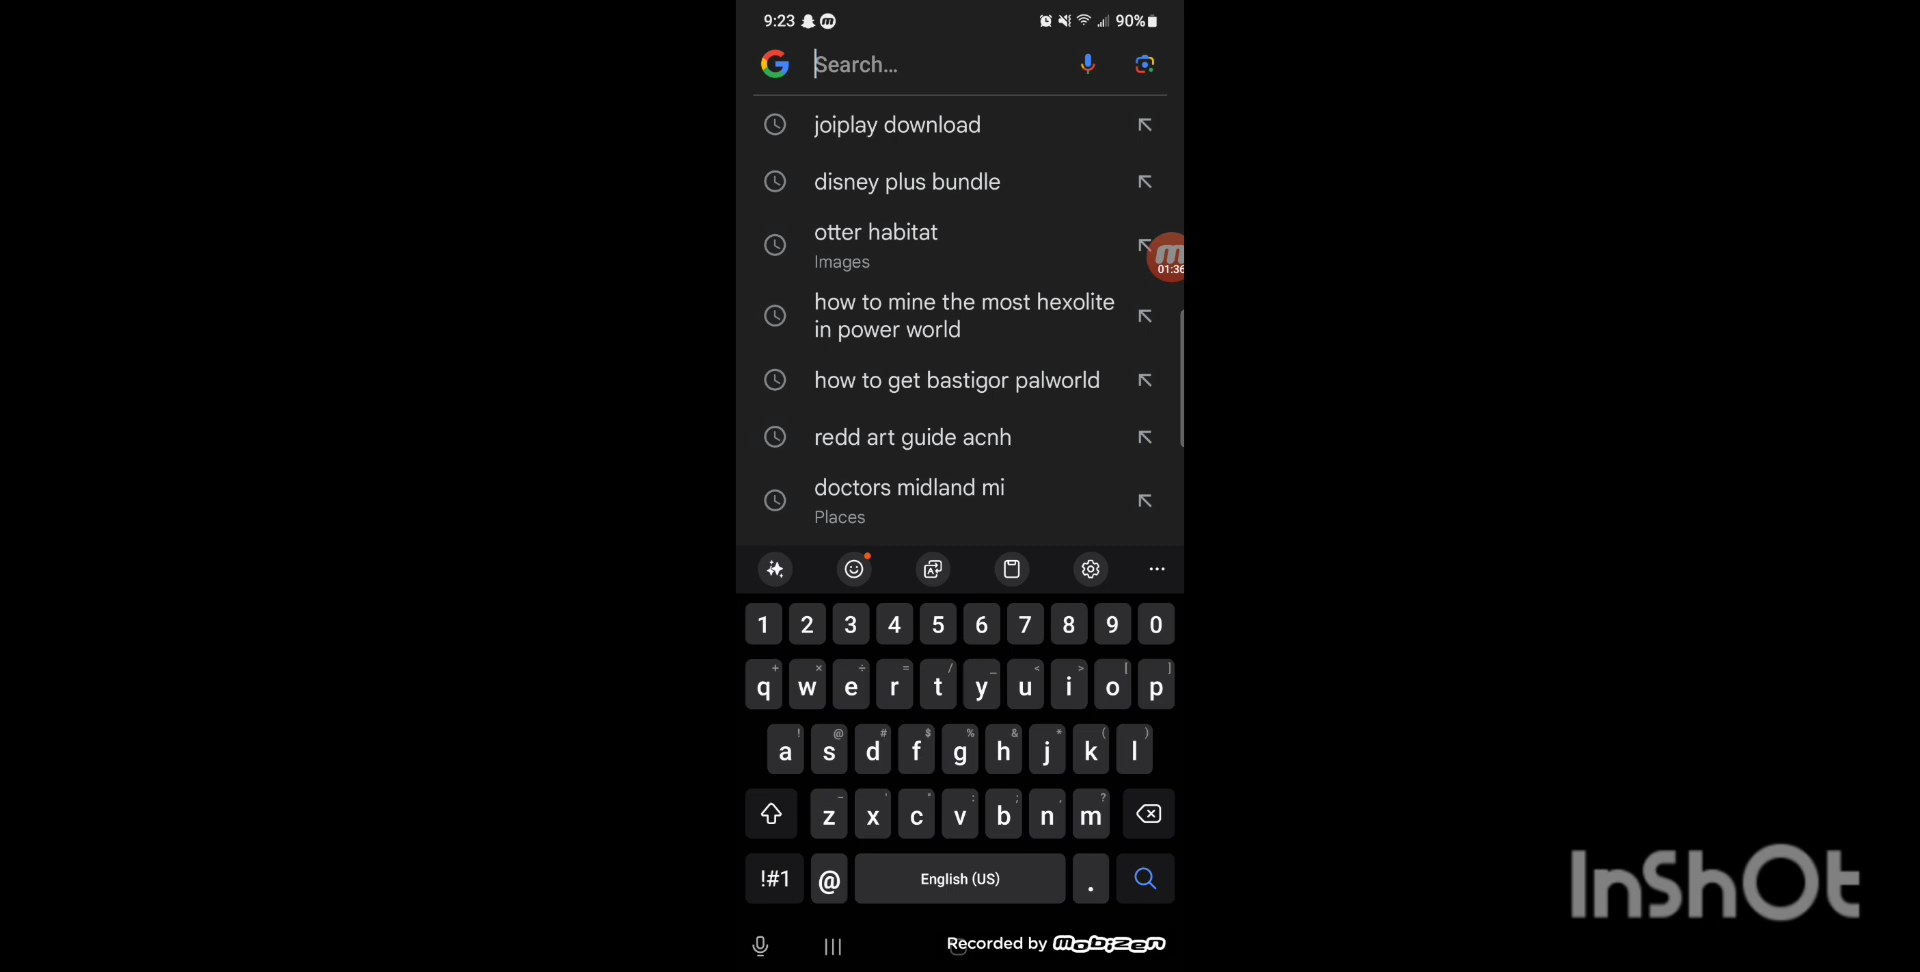 9:23 90%
Search...
joiplay download
disney plus bundle
otter habitat
Images
01:36
how to mine the most hexolite
in power world
how to get bastigor palworld
redd art guide acnh
doctors midland mi
Places
1 2 3 4 5 6 7 8 9 0
q w e r t y u i o p
a s d f g h j k l
z x c v b n m
!#1 @ English (US) .
Recorded by mobizen
InShOt